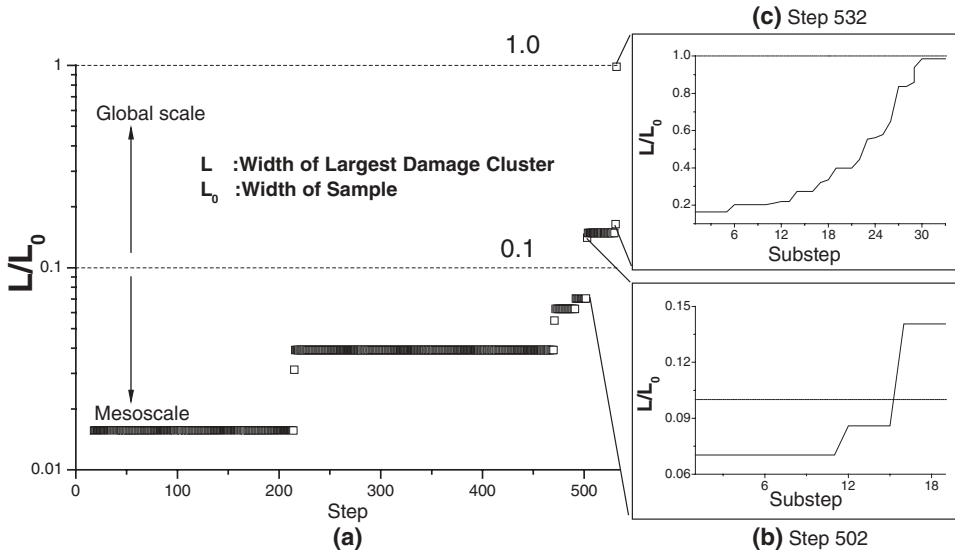 (c) Step 532
1.0
1
Global scale
L :Width of Largest Damage Cluster
L0 :Width of Sample
0.1
0.1
Mesoscale
0.01
L/L0
0 100 200 300 400 500
Step
(a)
1.0
0.8
0.6
0.4
0.2
L/L0
6 12 18 24 30
Substep
0.15
0.12
0.09
0.06
L/L0
6 12 18
Substep
(b) Step 502